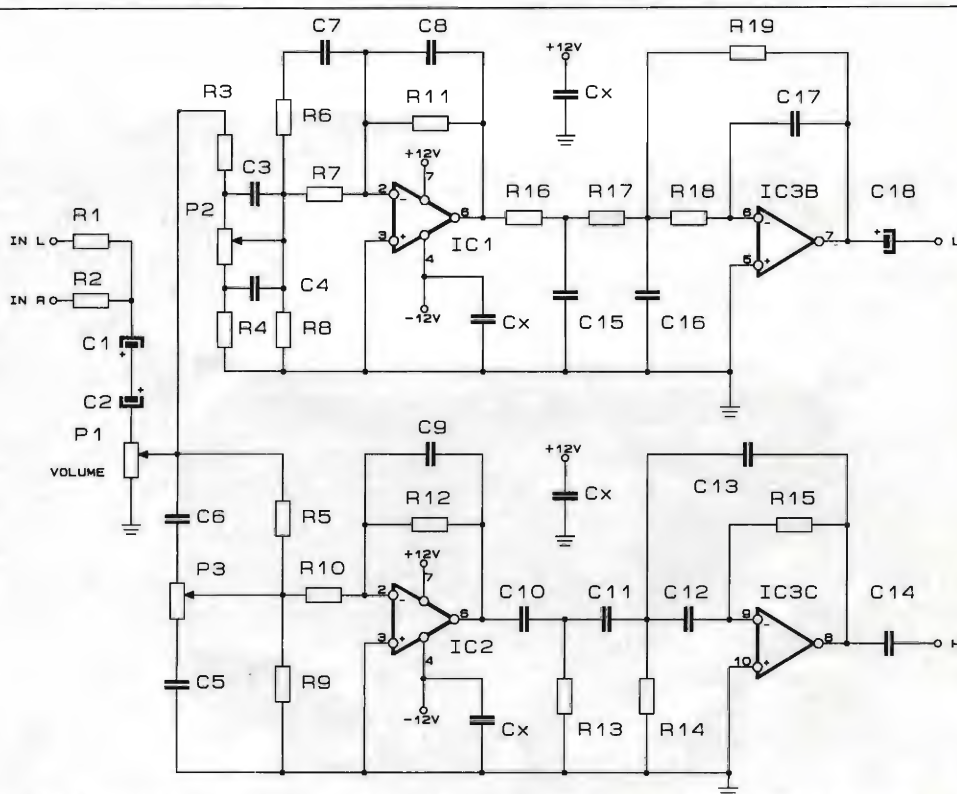 C7
C8
R19
+12V
R3
Cx
C17
R6
R11
C3
R7
+12V
7
R16
R17
R18
IC3B
C18
P2
2
-
6
6
-
7
+
L
R1
3
+
IC1
5
+
IN L
4
R2
C4
IN R
R4
R8
-12V
Cx
C15
C16
C1
+
C2
+
C9
+12V
P1
Cx
C13
VOLUME
R12
R15
C6
R5
+12V
P3
R10
7
C10
C11
C12
IC3C
C14
2
-
6
9
-
8
H
3
+
IC2
10
+
4
C5
R9
-12V
Cx
R13
R14